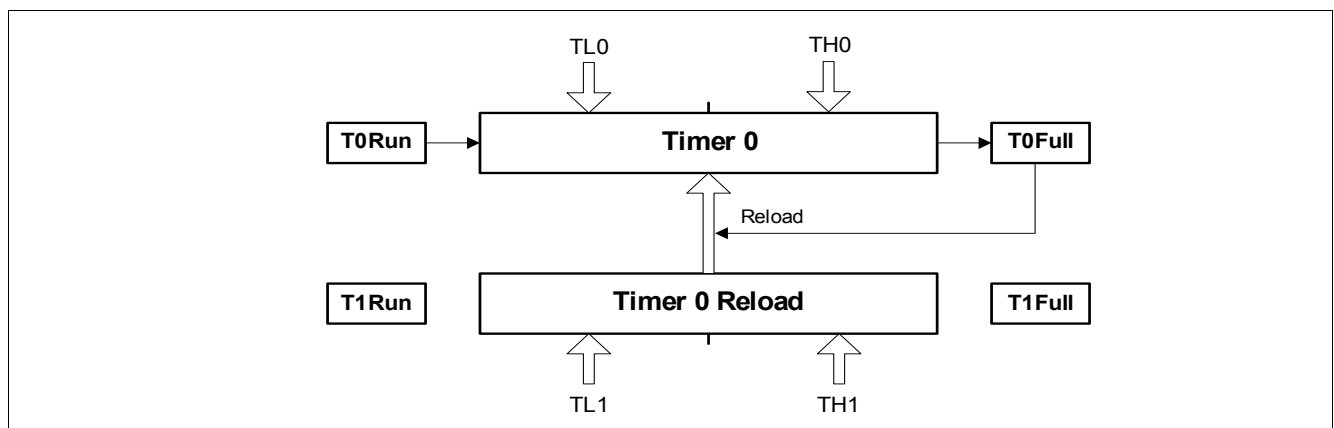 TL0 TH0
T0Run Timer 0 T0Full
Reload
T1Run Timer 0 Reload T1Full
TL1 TH1